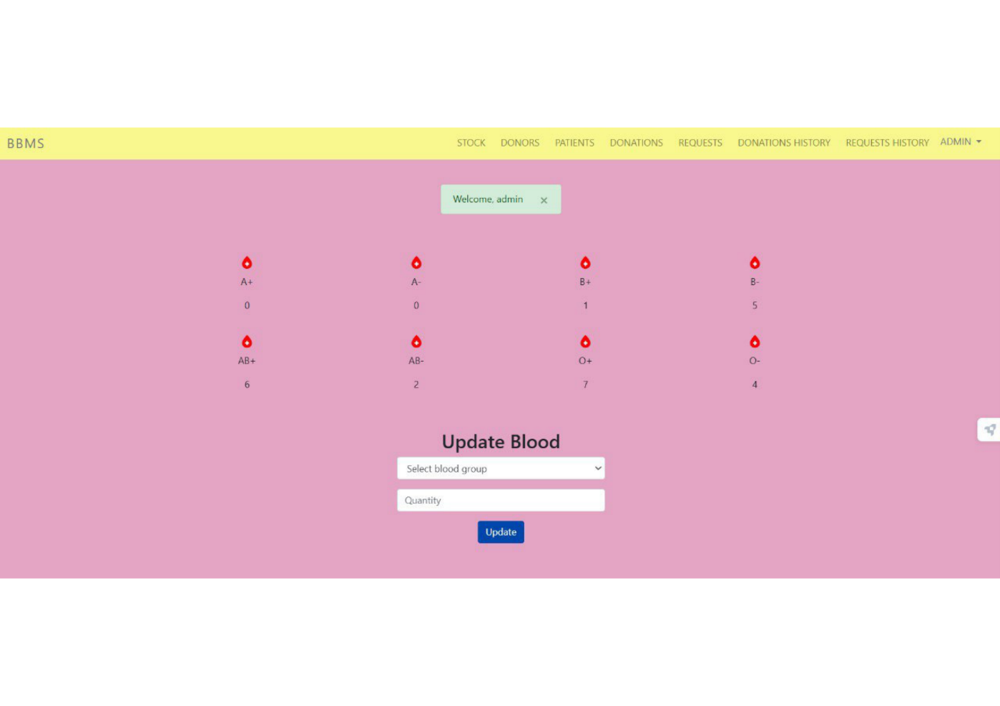 BBMS STOCK DONORS PATIENTS DONATIONS REQUESTS DONATIONS HISTORY REQUESTS HISTORY ADMIN
Welcome, admin ×
A+ A- B+ B-
0 0 1 5
AB+ AB- O+ O-
6 2 7 4
Update Blood
Select blood group
Quantity
Update